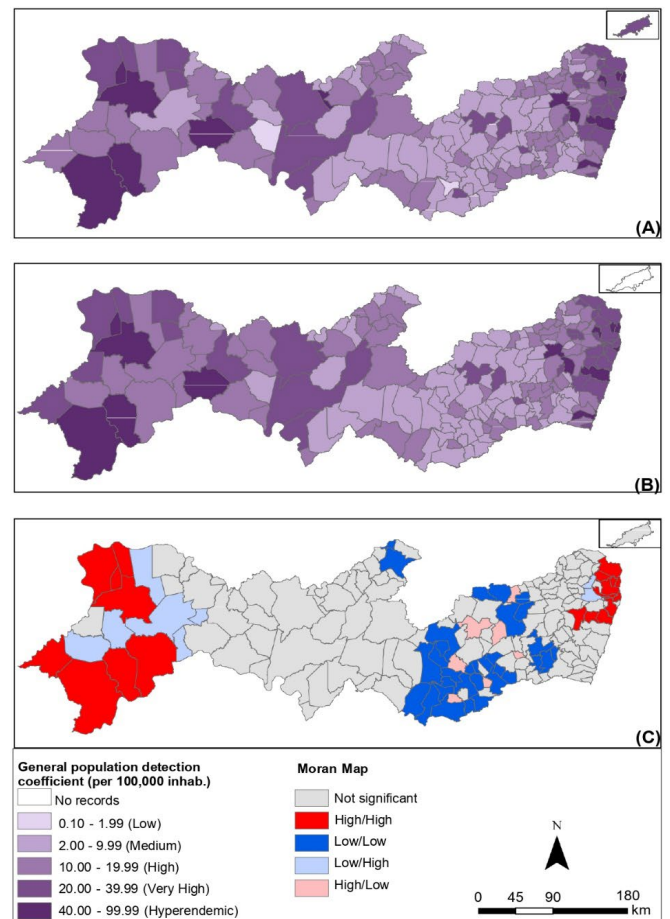 (A)
(B)
(C)
General population detection
coefficient (per 100,000 inhab.)
No records
0.10 - 1.99 (Low)
2.00 - 9.99 (Medium)
10.00 - 19.99 (High)
20.00 - 39.99 (Very High)
40.00 - 99.99 (Hyperendemic)
Moran Map
Not significant
High/High
Low/Low
Low/High
High/Low
N
0 45 90 180
km